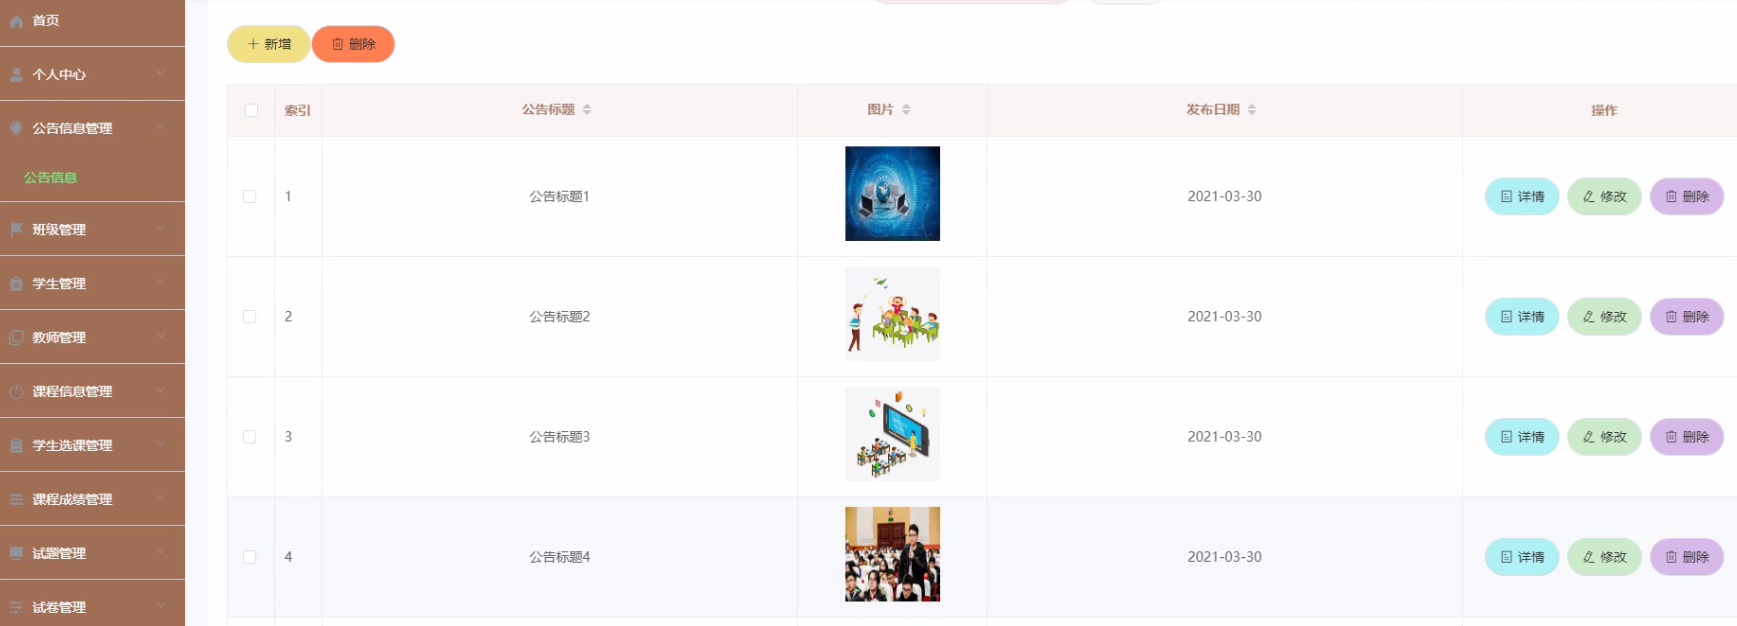 首页
个人中心
公告信息管理
公告信息
班级管理
学生管理
教师管理
课程信息管理
学生选课管理
课程成绩管理
试题管理
试卷管理
新增 删除
索引 公告标题 图片 发布日期 操作
1 公告标题1 2021-03-30 详情 修改 删除
2 公告标题2 2021-03-30 详情 修改 删除
3 公告标题3 2021-03-30 详情 修改 删除
4 公告标题4 2021-03-30 详情 修改 删除